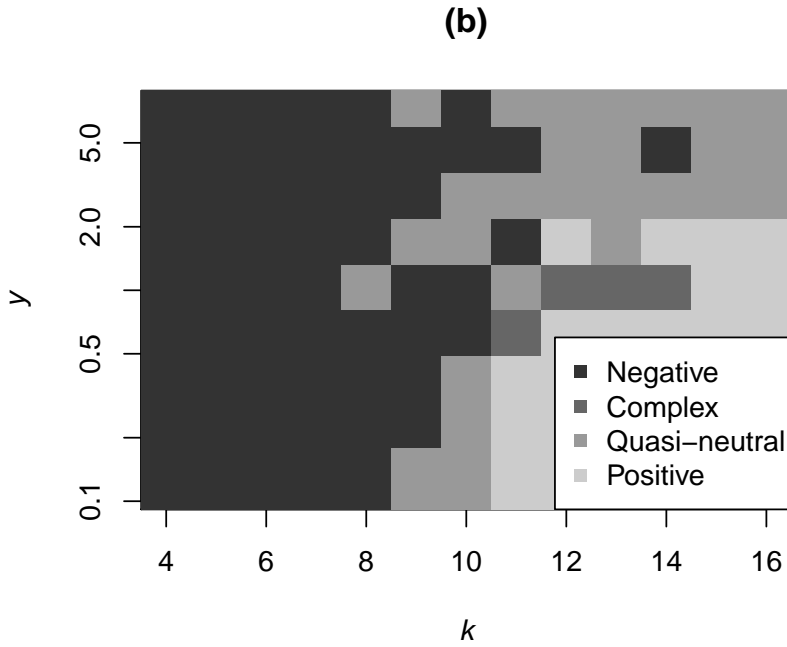 (b)
5.0
2.0
0.5
0.1
y
4 6 8 10 12 14 16
k
Negative
Complex
Quasi−neutral
Positive